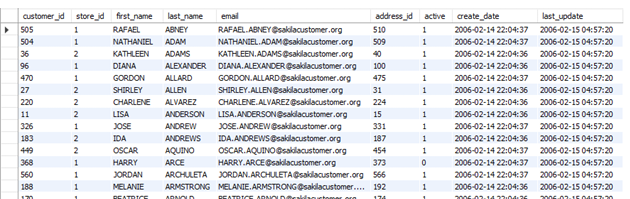 customer_id store_id first_name last_name email address_id active create_date last_update
505 1 RAFAEL ABNEY RAFAEL.ABNEY@sakilacustomer.org 510 1 2006-02-14 22:04:37 2006-02-15 04:57:20
504 1 NATHANIEL ADAM NATHANIEL.ADAM@sakilacustomer.org 509 1 2006-02-14 22:04:37 2006-02-15 04:57:20
36 2 KATHLEEN ADAMS KATHLEEN.ADAMS@sakilacustomer.org 40 1 2006-02-14 22:04:36 2006-02-15 04:57:20
96 1 DIANA ALEXANDER DIANA.ALEXANDER@sakilacustomer.org 100 1 2006-02-14 22:04:36 2006-02-15 04:57:20
470 1 GORDON ALLARD GORDON.ALLARD@sakilacustomer.org 475 1 2006-02-14 22:04:37 2006-02-15 04:57:20
27 2 SHIRLEY ALLEN SHIRLEY.ALLEN@sakilacustomer.org 31 1 2006-02-14 22:04:36 2006-02-15 04:57:20
220 2 CHARLENE ALVAREZ CHARLENE.ALVAREZ@sakilacustomer.org 224 1 2006-02-14 22:04:36 2006-02-15 04:57:20
11 2 LISA ANDERSON LISA.ANDERSON@sakilacustomer.org 15 1 2006-02-14 22:04:36 2006-02-15 04:57:20
326 1 JOSE ANDREW JOSE.ANDREW@sakilacustomer.org 331 1 2006-02-14 22:04:37 2006-02-15 04:57:20
183 2 IDA ANDREWS IDA.ANDREWS@sakilacustomer.org 187 1 2006-02-14 22:04:36 2006-02-15 04:57:20
449 2 OSCAR AQUINO OSCAR.AQUINO@sakilacustomer.org 454 1 2006-02-14 22:04:37 2006-02-15 04:57:20
368 1 HARRY ARCE HARRY.ARCE@sakilacustomer.org 373 0 2006-02-14 22:04:37 2006-02-15 04:57:20
560 1 JORDAN ARCHULETA JORDAN.ARCHULETA@sakilacustomer.org 566 1 2006-02-14 22:04:37 2006-02-15 04:57:20
188 1 MELANIE ARMSTRONG MELANIE.ARMSTRONG@sakilacustomer.... 192 1 2006-02-14 22:04:36 2006-02-15 04:57:20
170 1 BEATRICE ARNOLD BEATRICE.ARNOLD@sakilacustomer.org 174 1 2006-02-14 22:04:36 2006-02-15 04:57:20